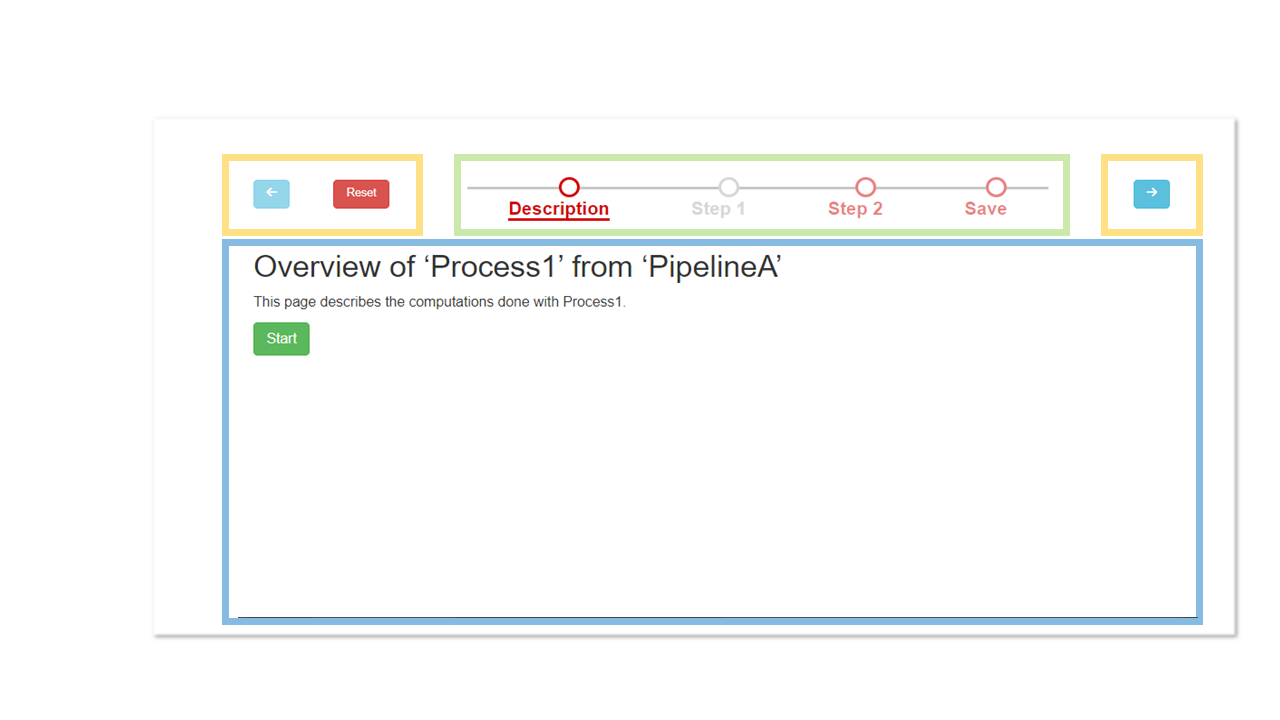 Reset
Description
Step 1
Step 2
Save
Overview of ‘Process1’ from ‘PipelineA’
This page describes the computations done with Process1.
Start